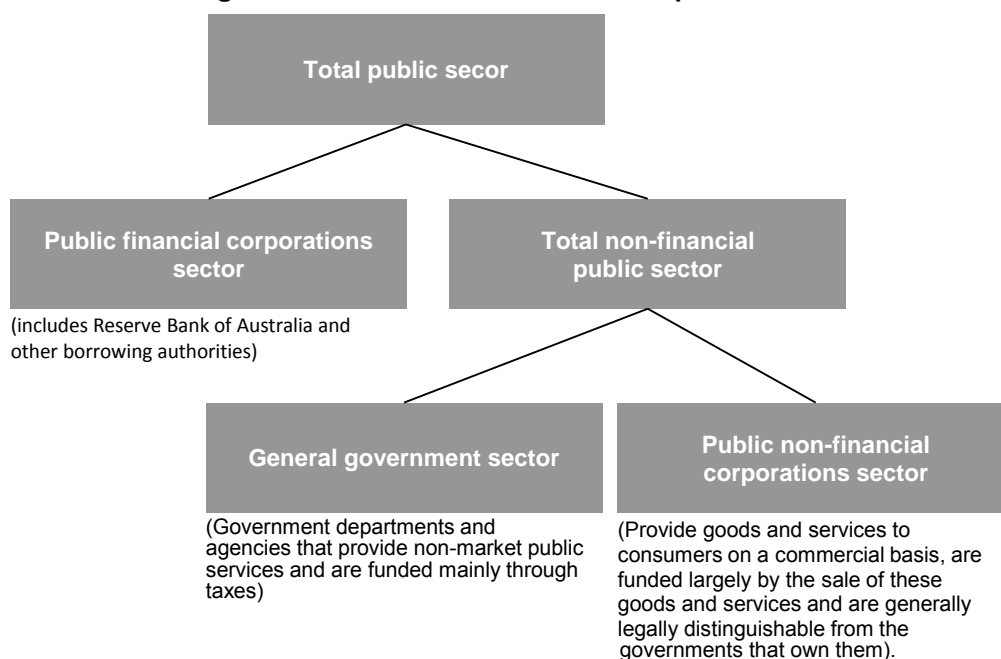 Total public secor
Public financial corporations
sector
Total non-financial
public sector
(includes Reserve Bank of Australia and
other borrowing authorities)
General government sector
Public non-financial
corporations sector
(Government departments and
agencies that provide non-market public
services and are funded mainly through
taxes)
(Provide goods and services to
consumers on a commercial basis, are
funded largely by the sale of these
goods and services and are generally
legally distinguishable from the
governments that own them).